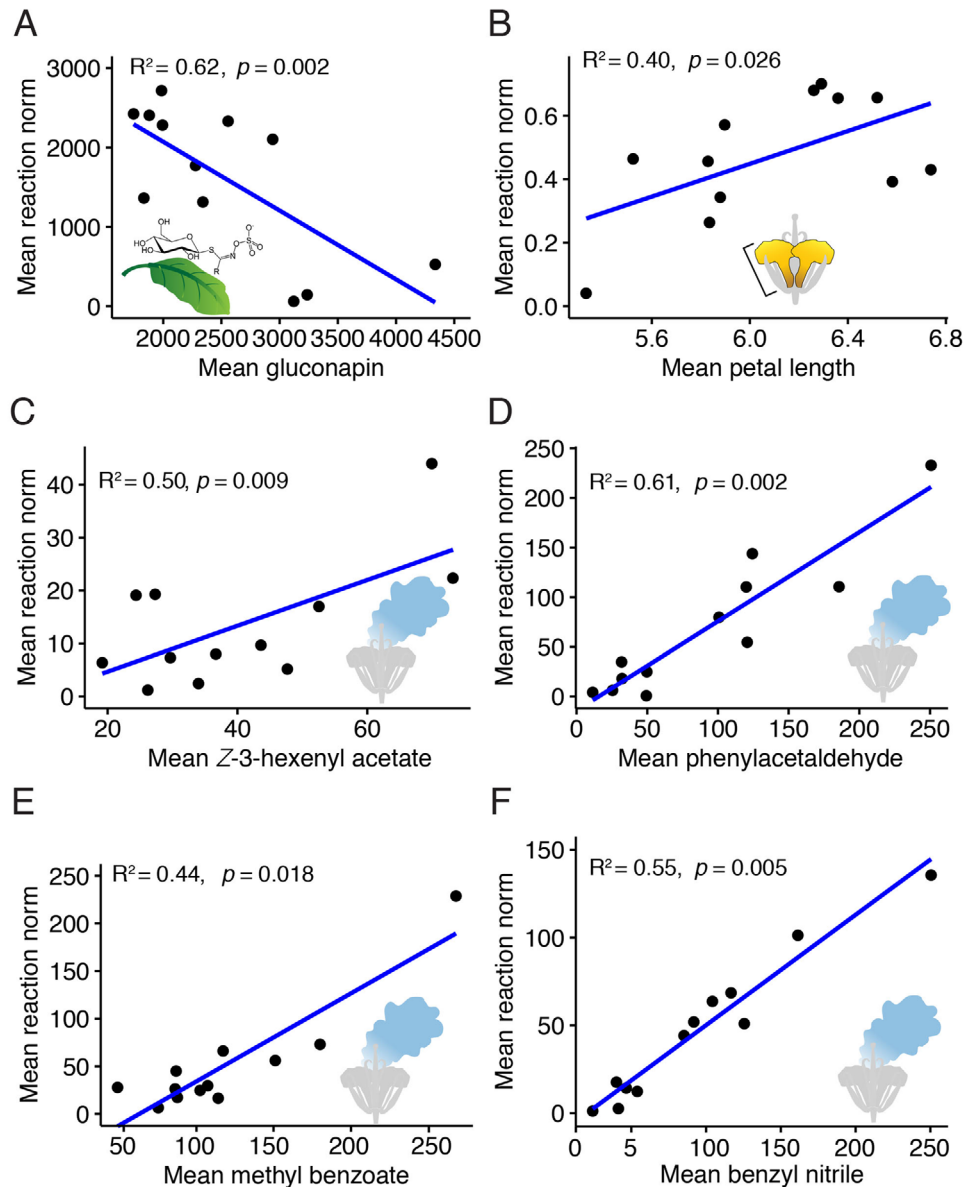 A
R² = 0.62, p = 0.002
Mean reaction norm
3000
2000
1000
0
HO
OH
HO
HO
OH
S
N
O
O
S
O
O⁻
R
2000 2500 3000 3500 4000 4500
Mean gluconapin
B
R² = 0.40, p = 0.026
Mean reaction norm
0.6
0.4
0.2
0.0
5.6 6.0 6.4 6.8
Mean petal length
C
R² = 0.50, p = 0.009
Mean reaction norm
40
30
20
10
0
20 40 60
Mean Z-3-hexenyl acetate
D
R² = 0.61, p = 0.002
Mean reaction norm
250
200
150
100
50
0
0 50 100 150 200 250
Mean phenylacetaldehyde
E
R² = 0.44, p = 0.018
Mean reaction norm
250
200
150
100
50
0
50 100 150 200 250
Mean methyl benzoate
F
R² = 0.55, p = 0.005
Mean reaction norm
150
100
50
0
0 5 100 150 200 250
Mean benzyl nitrile